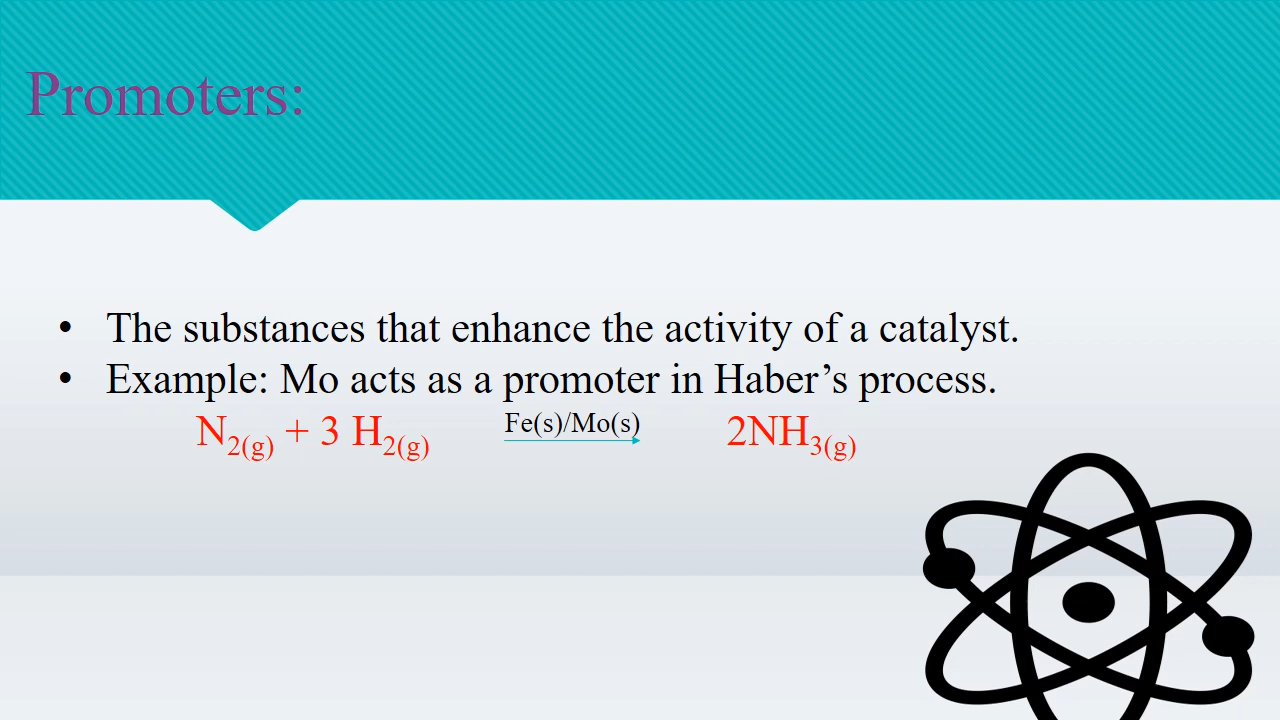 Promoters:
• The substances that enhance the activity of a catalyst.
• Example: Mo acts as a promoter in Haber’s process.
N2(g) + 3 H2(g) Fe(s)/Mo(s) 2NH3(g)